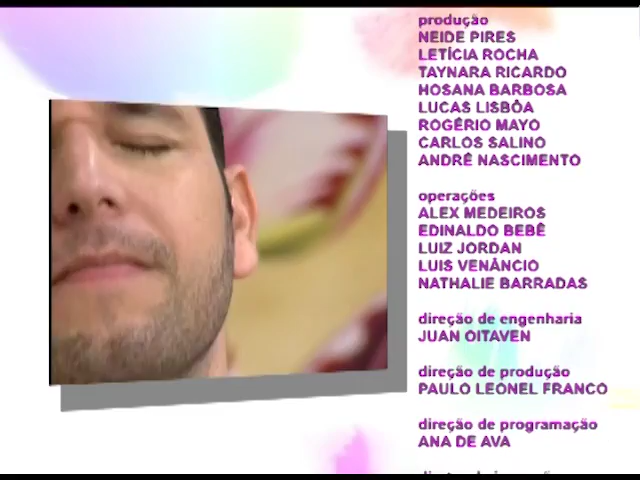 produção
NEIDE PIRES
LETÍCIA ROCHA
TAYNARA RICARDO
HOSANA BARBOSA
LUCAS LISBÔA
ROGÉRIO MAYO
CARLOS SALINO
ANDRÉ NASCIMENTO
operações
ALEX MEDEIROS
EDINALDO BEBÊ
LUIZ JORDAN
LUIS VENÂNCIO
NATHALIE BARRADAS
direção de engenharia
JUAN OITAVEN
direção de produção
PAULO LEONEL FRANCO
direção de programação
ANA DE AVA